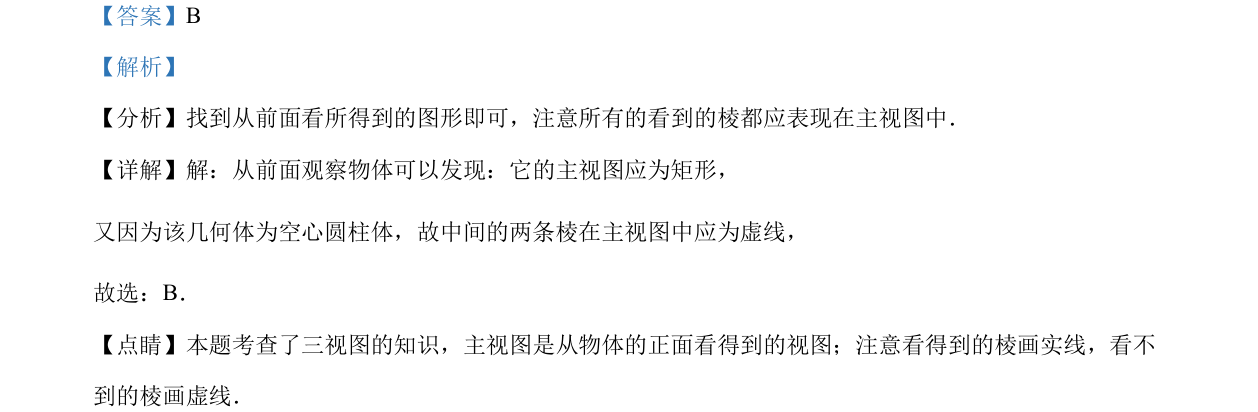 【答案】B
【解析】
【分析】找到从前面看所得到的图形即可，注意所有的看到的棱都应表现在主视图中．
【详解】解：从前面观察物体可以发现：它的主视图应为矩形，
又因为该几何体为空心圆柱体，故中间的两条棱在主视图中应为虚线，
故选：B．
【点睛】本题考查了三视图的知识，主视图是从物体的正面看得到的视图；注意看得到的棱画实线，看不
到的棱画虚线．